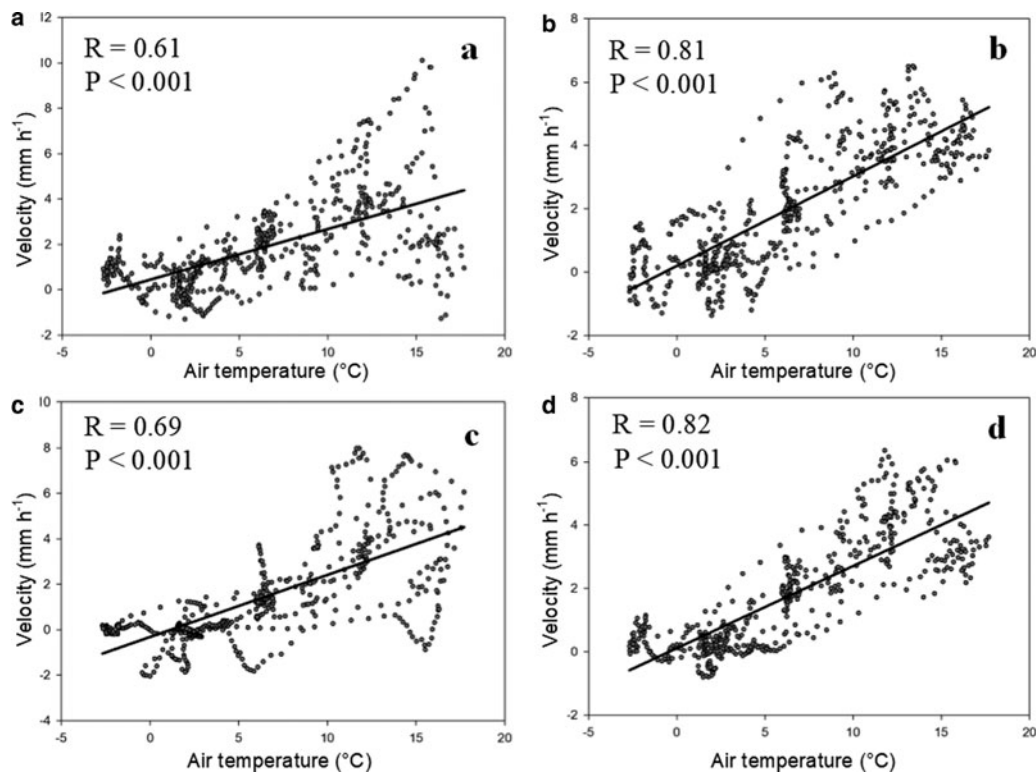 a
12
10
8
6
4
2
0
-2
-5 0 5 10 15 20
Velocity (mm h-1)
Air temperature (°C)
R = 0.61
P < 0.001
a
b
8
6
4
2
0
-2
-5 0 5 10 15 20
Velocity (mm h-1)
Air temperature (°C)
R = 0.81
P < 0.001
b
c
10
8
6
4
2
0
-2
-4
-5 0 5 10 15 20
Velocity (mm h-1)
Air temperature (°C)
R = 0.69
P < 0.001
c
d
8
6
4
2
0
-2
-5 0 5 10 15 20
Velocity (mm h-1)
Air temperature (°C)
R = 0.82
P < 0.001
d